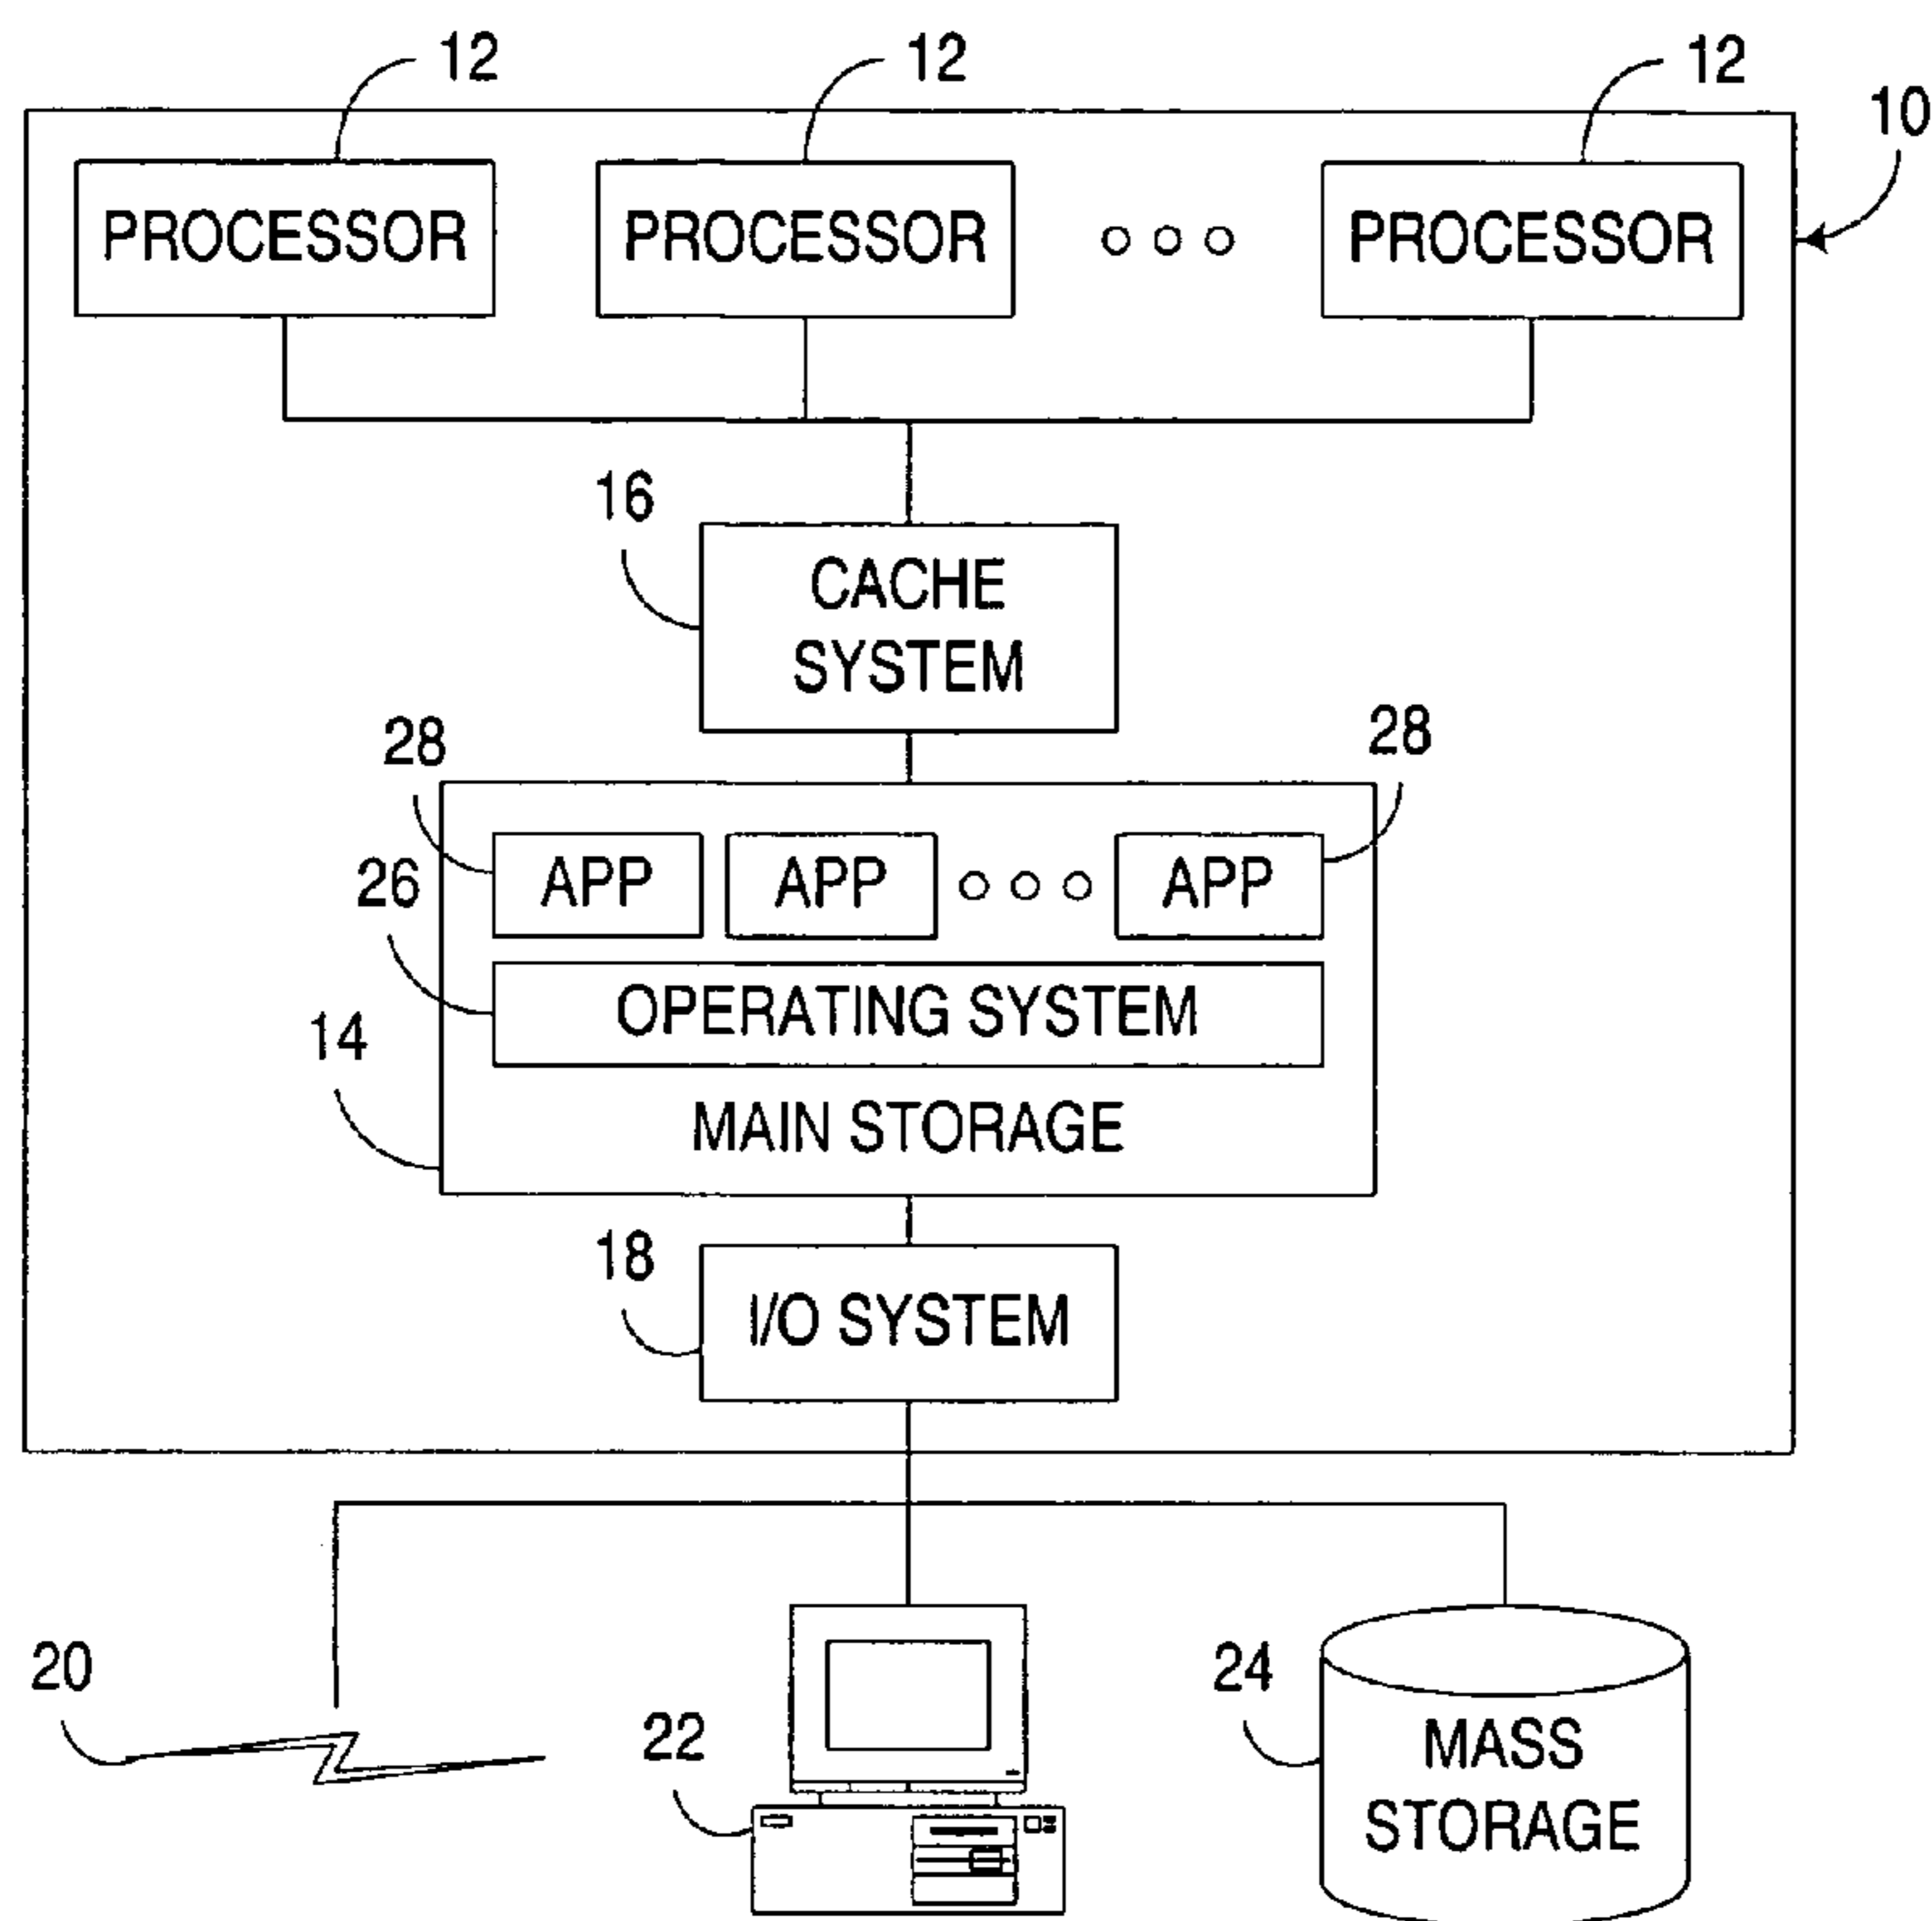 12 12 12
10
PROCESSOR PROCESSOR PROCESSOR
16
CACHE
SYSTEM
28 28
APP APP APP
26
OPERATING SYSTEM
14
MAIN STORAGE
18
I/O SYSTEM
20
24
22
MASS
STORAGE